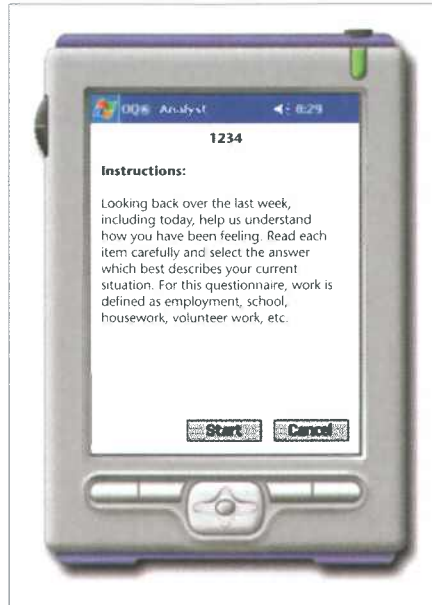 OQ® Analyst 8:29
1234
Instructions:
Looking back over the last week,
including today, help us understand
how you have been feeling. Read each
item carefully and select the answer
which best describes your current
situation. For this questionnaire, work is
defined as employment, school,
housework, volunteer work, etc.
Start Cancel